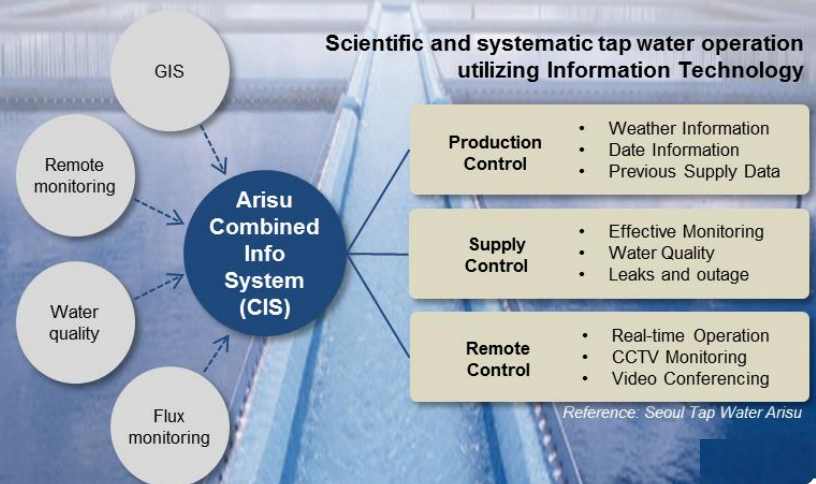 Scientific and systematic tap water operation
utilizing Information Technology
GIS
Remote
monitoring
Water
quality
Flux
monitoring
Arisu
Combined
Info
System
(CIS)
Production
Control
• Weather Information
• Date Information
• Previous Supply Data
Supply
Control
• Effective Monitoring
• Water Quality
• Leaks and outage
Remote
Control
• Real-time Operation
• CCTV Monitoring
• Video Conferencing
Reference: Seoul Tap Water Arisu